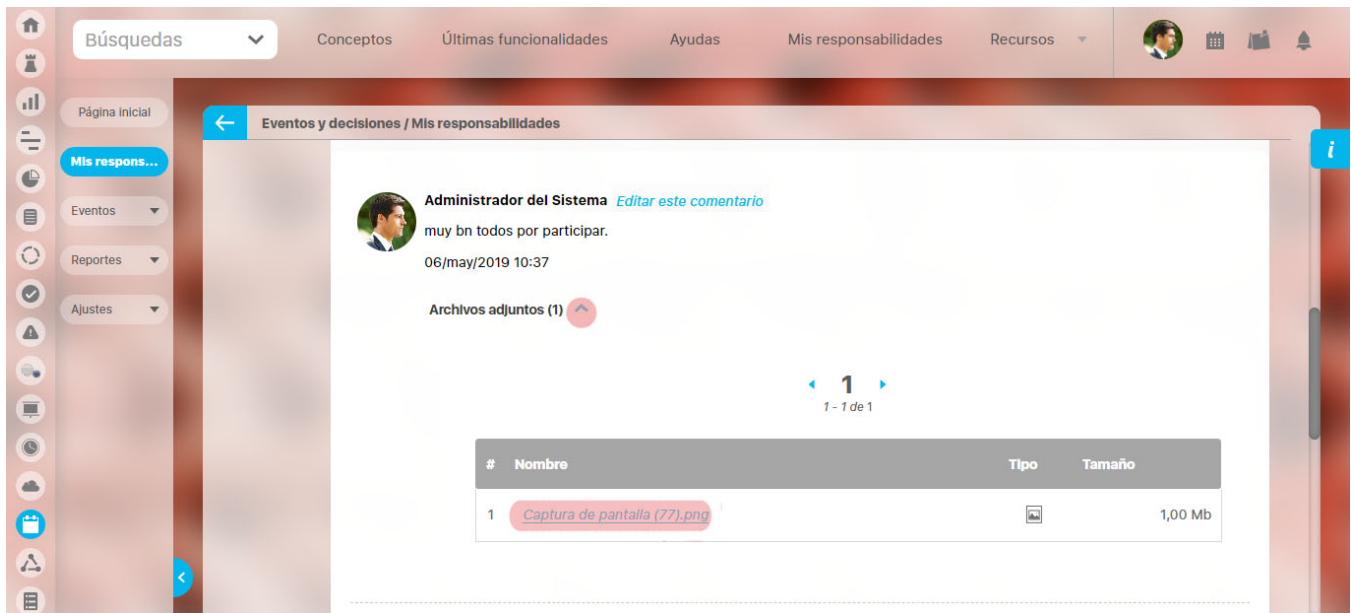 Búsquedas
Conceptos
Últimas funcionalidades
Ayudas
Mis responsabilidades
Recursos
Página inicial
Mis respons...
Eventos
Reportes
Ajustes
Eventos y decisiones / Mis responsabilidades
i
Administrador del Sistema Editar este comentario
muy bn todos por participar.
06/may/2019 10:37
Archivos adjuntos (1)
1
1 - 1 de 1
# Nombre Tipo Tamaño
1 Captura de pantalla (77).png 1,00 Mb